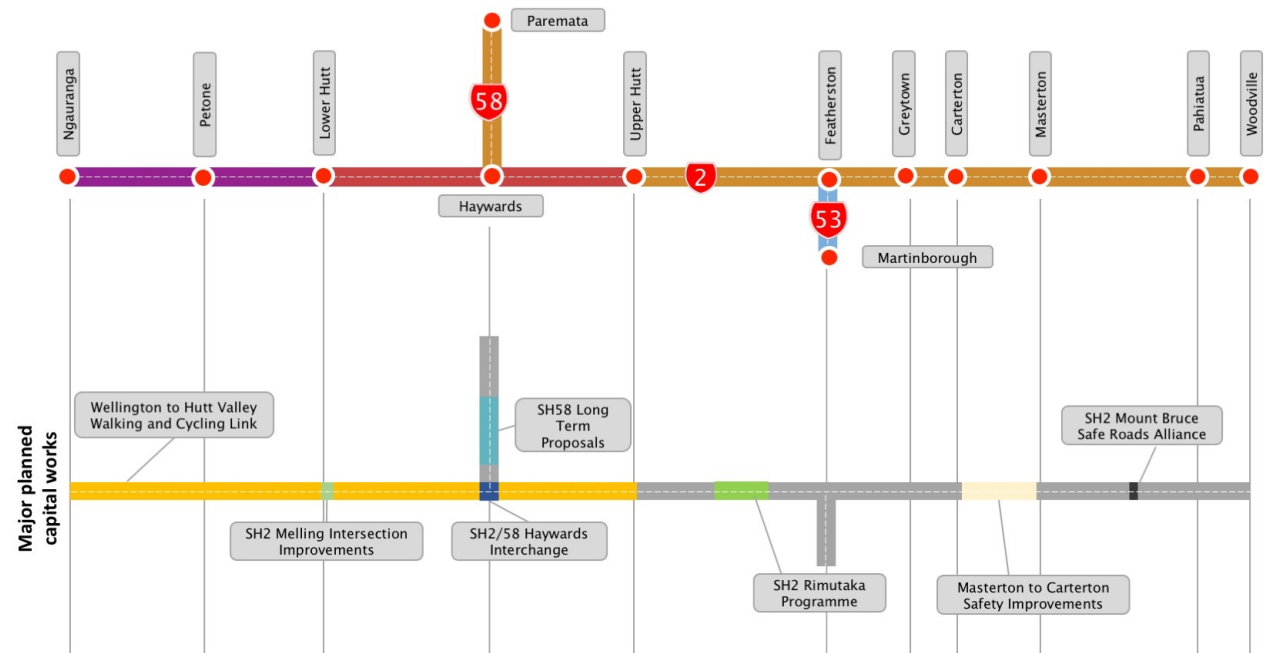 Paremata
58
Ngauranga
Petone
Lower Hutt
Upper Hutt
Featherston
Greytown
Carterton
Masterton
Pahiatua
Woodville
2
Haywards
53
Martinborough
Major planned
capital works
Wellington to Hutt Valley
Walking and Cycling Link
SH58 Long
Term
Proposals
SH2 Mount Bruce
Safe Roads Alliance
SH2 Melling Intersection
Improvements
SH2/58 Haywards
Interchange
SH2 Rimutaka
Programme
Masterton to Carterton
Safety Improvements